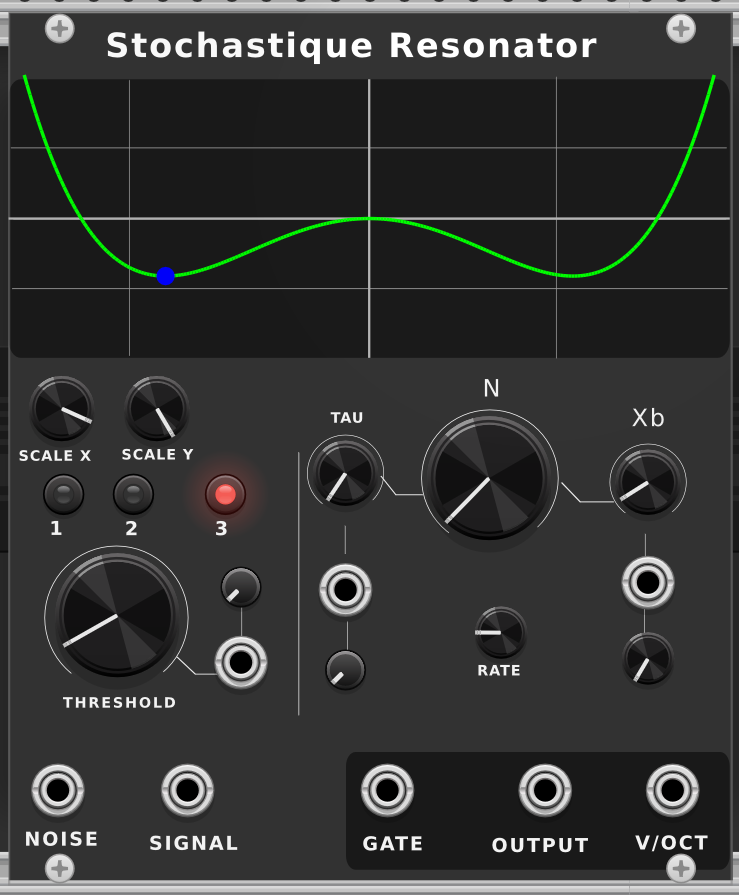 Stochastique Resonator
N
TAU
Xb
SCALE X
SCALE Y
1
2
3
RATE
THRESHOLD
NOISE
SIGNAL
GATE
OUTPUT
V/OCT